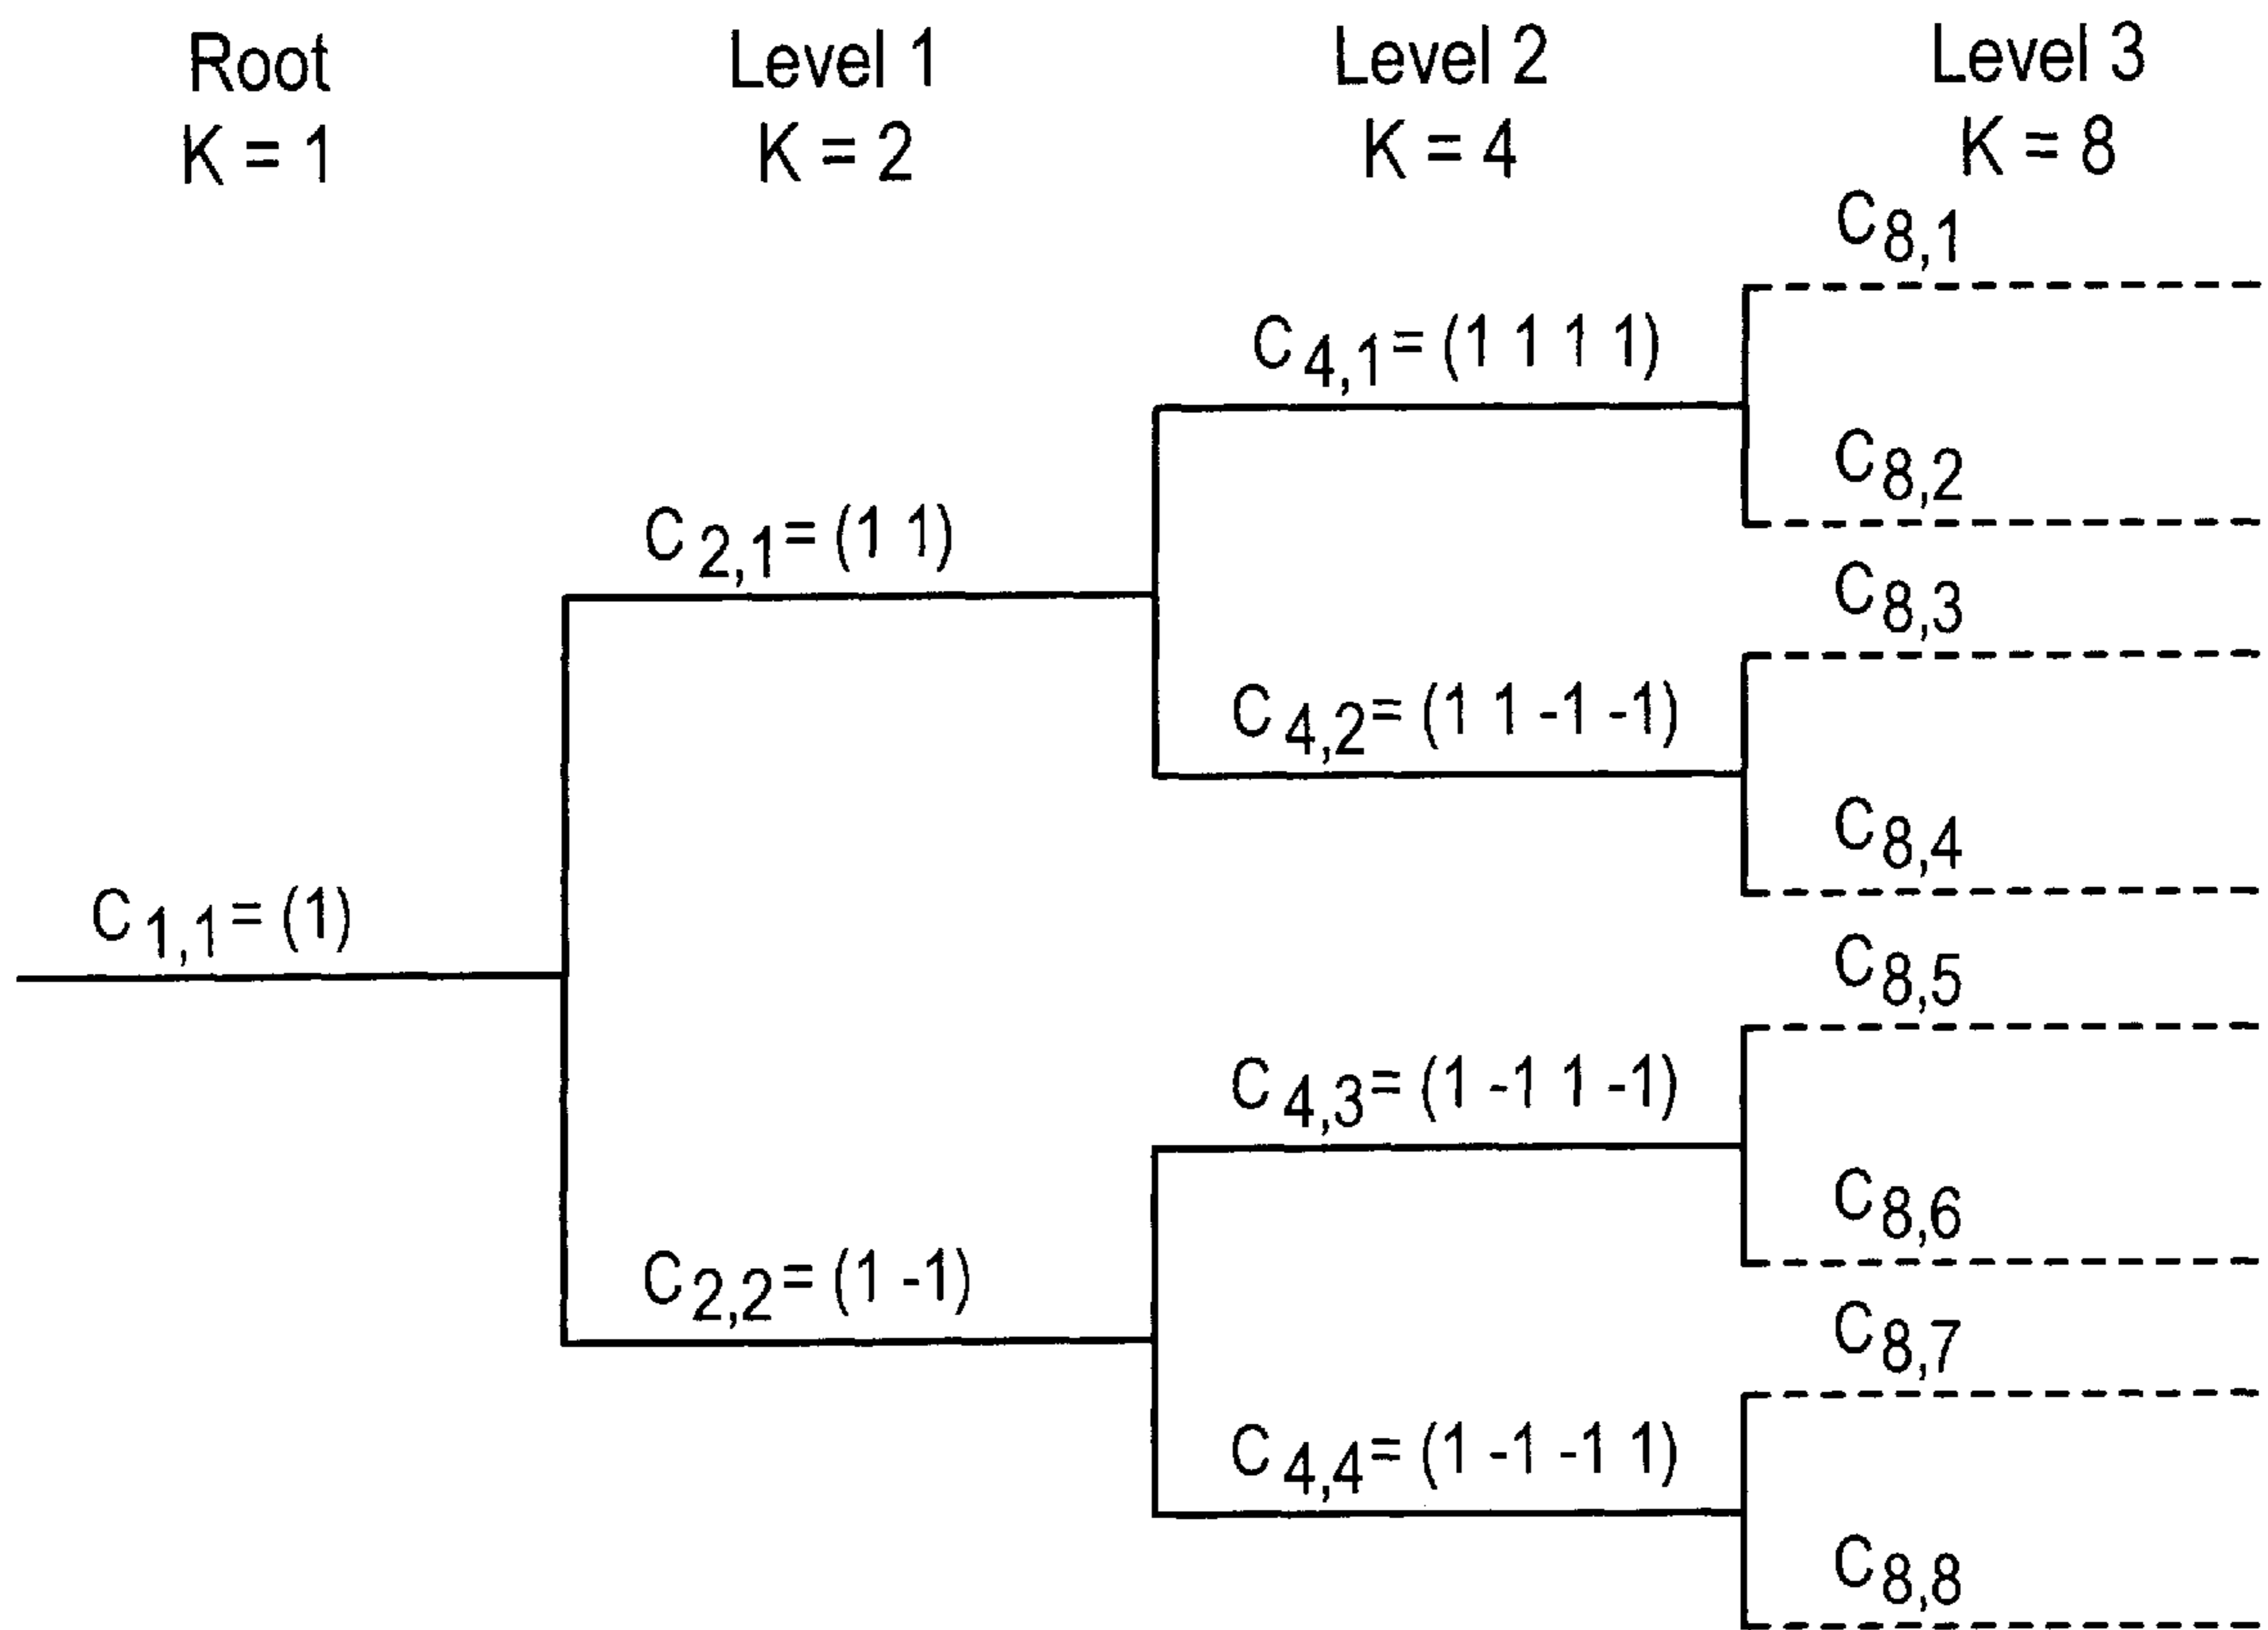 Root Level 1 Level 2 Level 3
K = 1 K = 2 K = 4 K = 8
C8,1
C4,1 = (1 1 1 1)
C8,2
C2,1 = (1 1)
C8,3
C4,2 = (1 1 -1 -1)
C8,4
C1,1 = (1)
C8,5
C4,3 = (1 -1 1 -1)
C8,6
C2,2 = (1 -1)
C8,7
C4,4 = (1 -1 -1 1)
C8,8